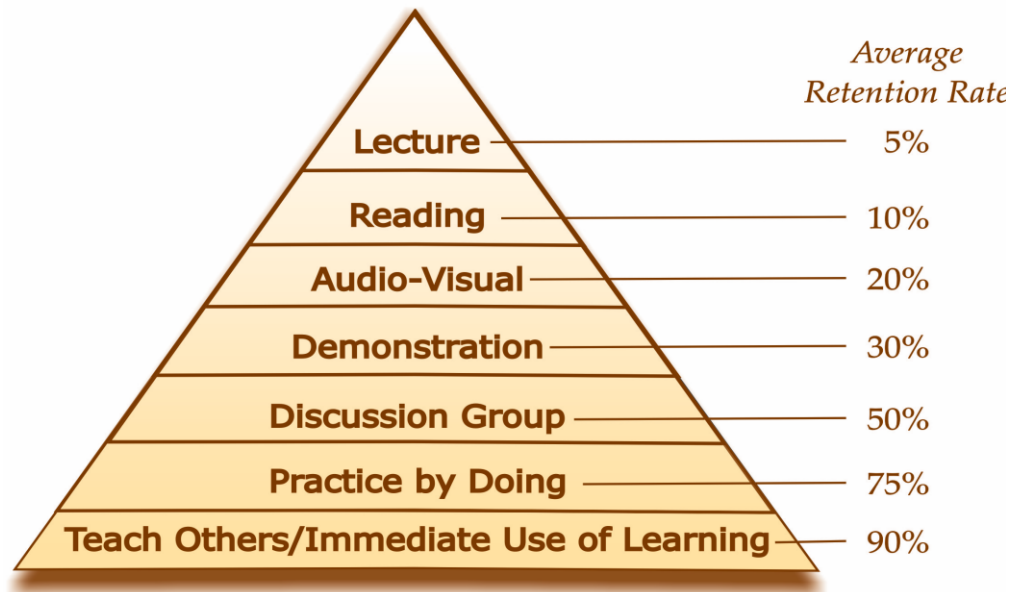 Average
Retention Rate
Lecture 5%
Reading 10%
Audio-Visual 20%
Demonstration 30%
Discussion Group 50%
Practice by Doing 75%
Teach Others/Immediate Use of Learning 90%